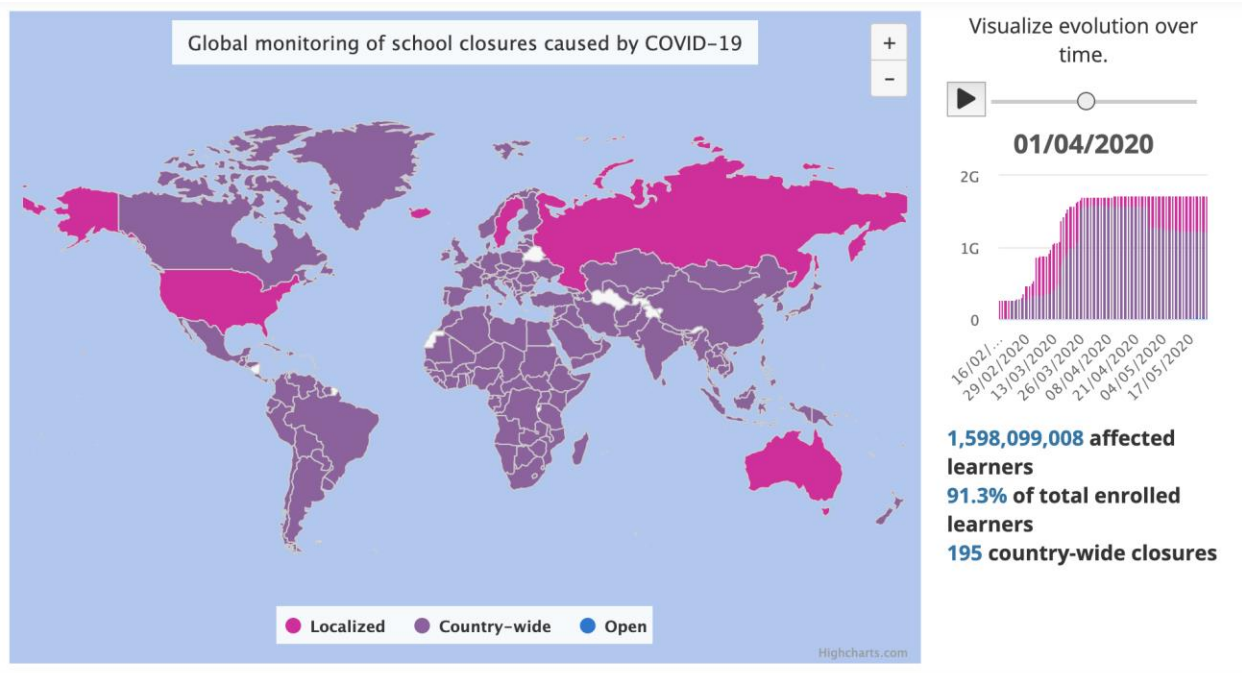 Global monitoring of school closures caused by COVID-19
+
−
Localized
Country-wide
Open
Highcharts.com
Visualize evolution over
time.
01/04/2020
2G
1G
0
16/02/...
29/02/2020
13/03/2020
26/03/2020
08/04/2020
21/04/2020
04/05/2020
17/05/2020
1,598,099,008 affected
learners
91.3% of total enrolled
learners
195 country-wide closures